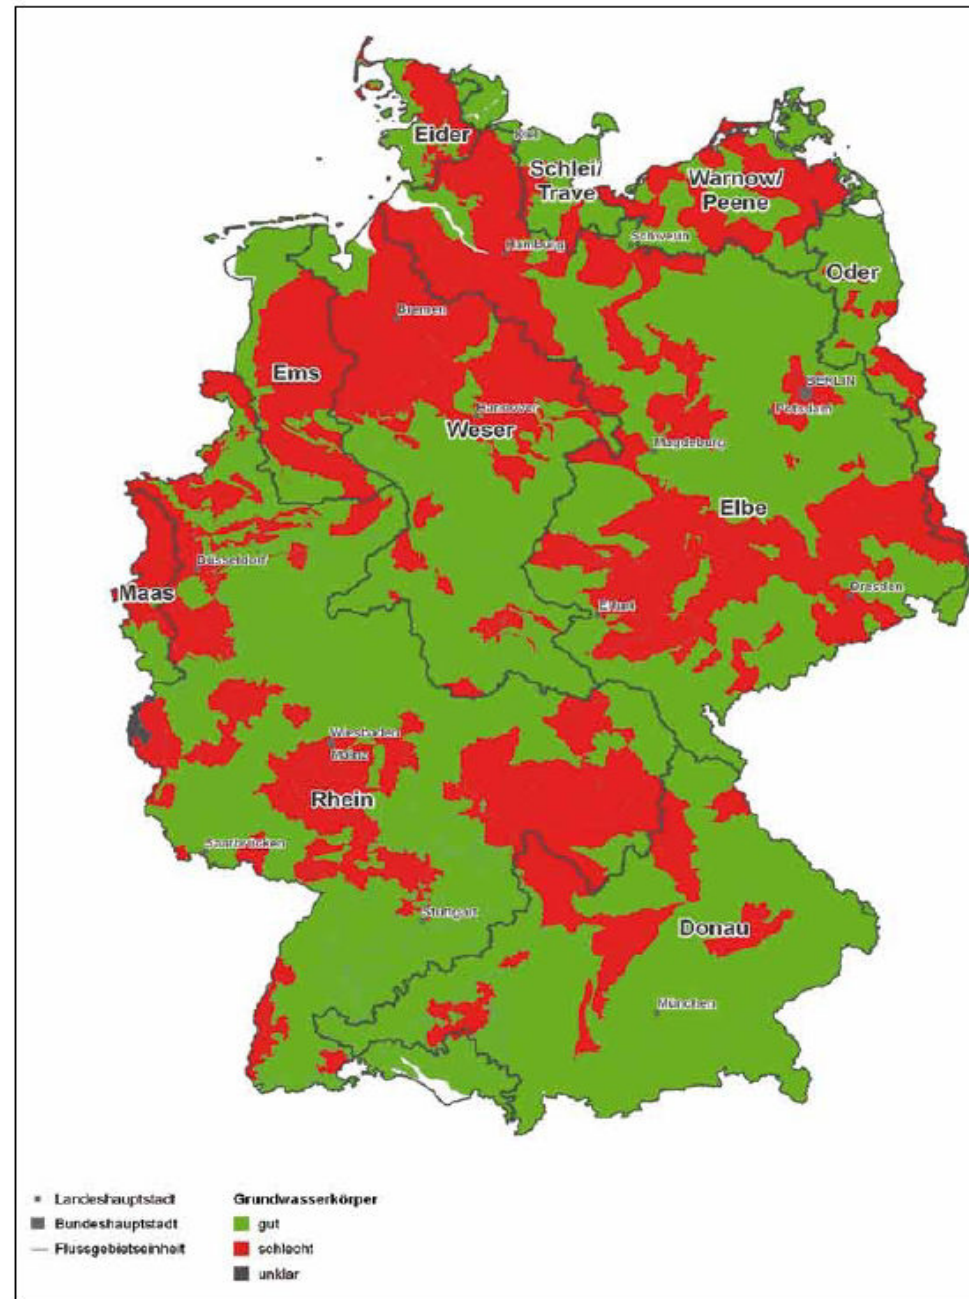 Eider
Kiel
Schlei/
Trave
Warnow/
Peene
Hamburg
Schwerin
Oder
Bremen
Ems
BERLIN
Potsdam
Hannover
Weser
Magdeburg
Elbe
Düsseldorf
Maas
Dresden
Erfurt
Wiesbaden
Mainz
Rhein
Saarbrücken
Stuttgart
Donau
München
Landeshauptstadt
Bundeshauptstadt
Flussgebietseinheit
Grundwasserkörper
gut
schlecht
unklar